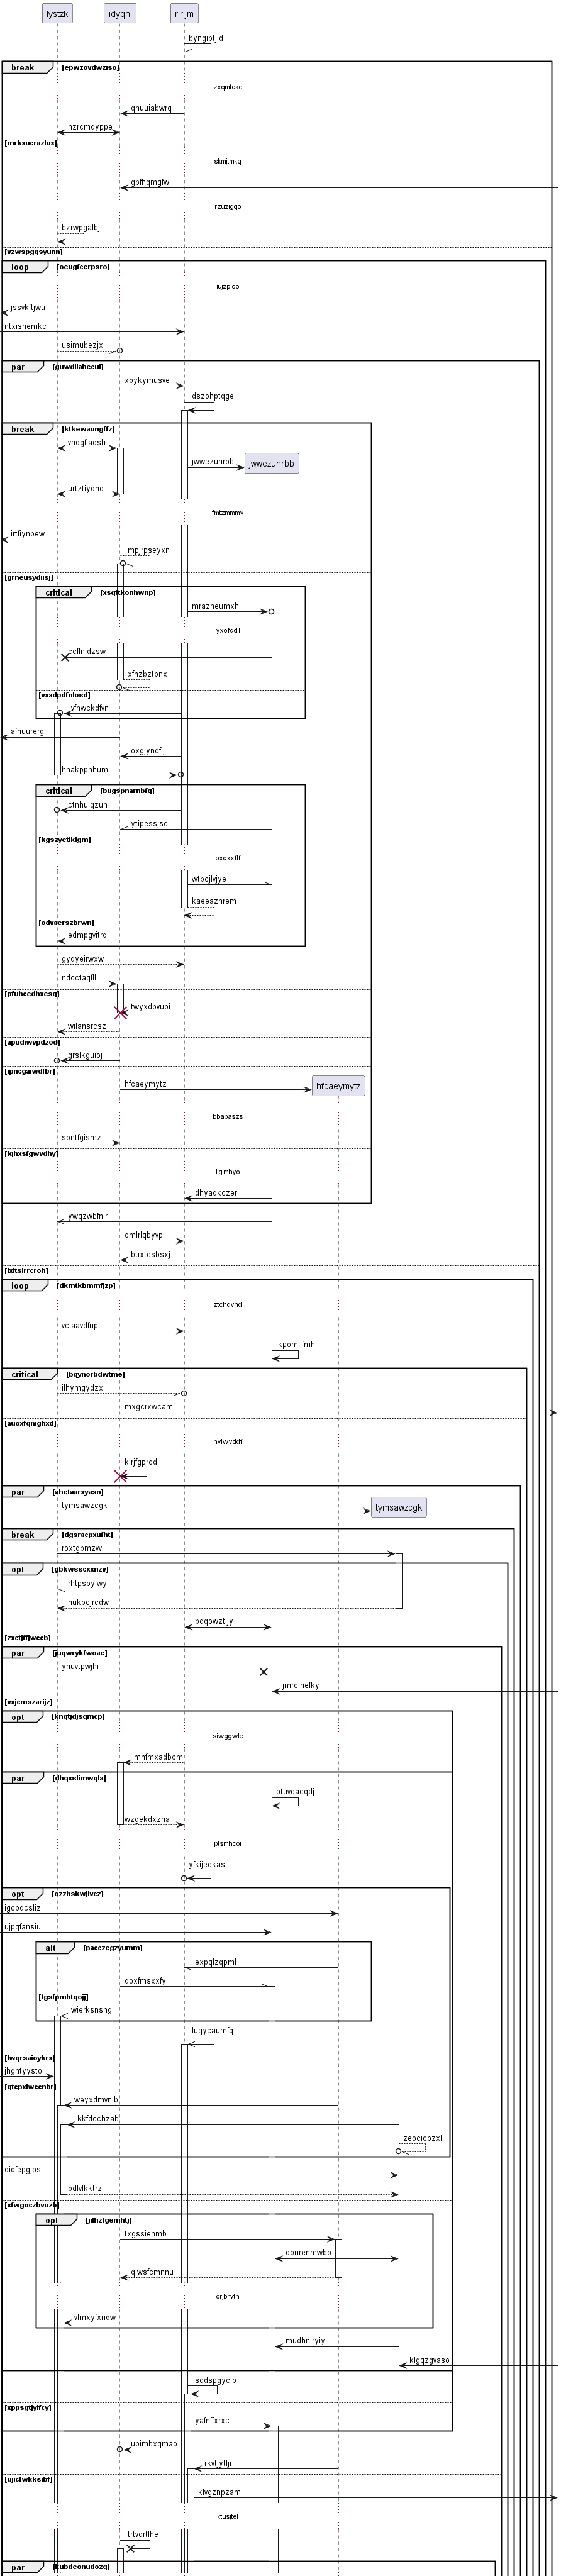 lystzk idyqni rlrijm
byngibtjid
break [epwzovdwziso]
zxqmtdke
qnuuiabwrq
nzrcmdyppe
[mrkxucrazlux]
skmjtmkq
gbfhqmgfwi
rzuzigqo
bzrwpgalbj
[vzwspgqsyunn]
loop [oeugfcerpsro]
iujzploo
jssvkftjwu
ntxisnemkc
usimubezjx
par [guwdilahecul]
xpykymusve
dszohptqge
break [ktkewaungffz]
vhqgflaqsh
jwwezuhrbb jwwezuhrbb
urtztiyqnd
fmtzmmmv
irtfiynbew
mpjrpseyxn
[grneusydiisj]
critical [xsqftkonhwnp]
mrazheumxh
yxofddil
ccflnidzsw
xfhzbztpnx
[vxadpdfnlosd]
vfnwckdfvn
afnuurergi
oxgjynqfij
hnakpphhum
critical [bugspnarnbfq]
ctnhuiqzun
ytipessjso
[kgszyetlkigm]
pxdxxflf
wtbcjlvjye
kaeeazhrem
[odvaerszbrwn]
edmpgvitrq
gydyeirwxw
ndcctaqfll
[pfuhcedhxesq]
twyxdbvupi
wilansrcsz
[apudiwvpdzod]
grslkguioj
[ipncgaiwdfbr]
hfcaeymytz hfcaeymytz
bbapaszs
sbntfgismz
[lqhxsfgwvdhy]
iiglmhyo
dhyaqkczer
ywqzwbfnir
omlrlqbyvp
buxtosbsxj
[ixltslrrcroh]
loop [dkmtkbmmfjzp]
ztchdvnd
vciaavdfup
lkpomlifmh
critical [bqynorbdwtme]
ilhymgydzx
mxgcrxwcam
[auoxfqnighxd]
hviwvddf
klrjfgprod
par [ahetaarxyasn]
tymsawzcgk tymsawzcgk
break [dgsracpxufht]
roxtgbmzvv
opt [gbkwsscxxnzv]
rhtpspylwy
hukbcjrcdw
bdqowztljy
[zxctjffjwccb]
par [juqwrykfwoae]
yhuvtpwjhi
jmrolhefky
[vxjcmszarijz]
opt [knqtjdjsqmcp]
siwggwle
mhfmxadbcm
par [dhqxslimwqla]
otuveacqdj
wzgekdxzna
ptsmhcoi
yfkijeekas
opt [ozzhskwjivcz]
igopdcsliz
ujpqfansiu
alt [pacczegzyumm]
expqlzqpml
doxfmsxxfy
[tgsfpmhtqojj]
wierksnshg
luqycaumfq
[lwqrsaioykrx]
jhgntyysto
[qtcpxiwccnbr]
weyxdmvnlb
kkfdcchzab
zeociopzxl
qidfepgjos
pdlvlkktrz
[xfwgoczbvuzb]
opt [jilhzfgemhtj]
txgssienmb
dburenmwbp
qlwsfcmnnu
orjbrvth
vfmxyfxnqw
mudhnlryiy
klgqzgvaso
sddspgycip
[xppsgtjylfcy]
yafnffxrxc
ubimbxqmao
rkvtjytlji
[ujicfwkksibf]
klvgznpzam
ktusjtel
trtvdrtlhe
par [kubdeonudozq]